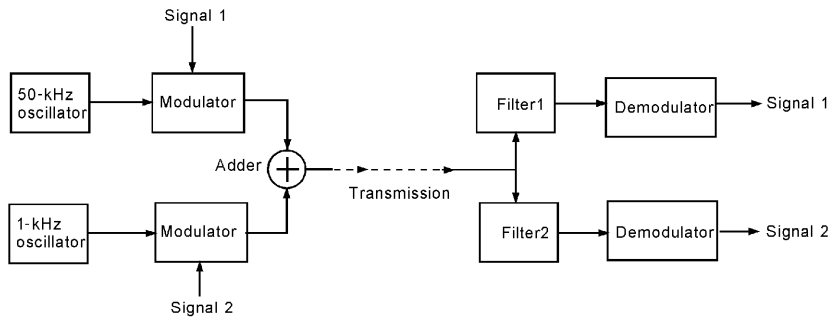 Signal 1
50-kHz
oscillator
Modulator
Filter1
Demodulator
Signal 1
Adder
Transmission
1-kHz
oscillator
Modulator
Filter2
Demodulator
Signal 2
Signal 2